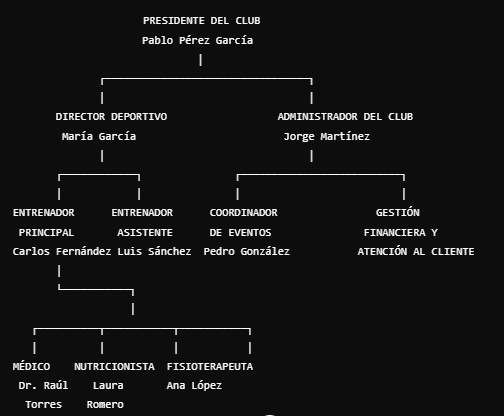 PRESIDENTE DEL CLUB
Pablo Pérez García
DIRECTOR DEPORTIVO ADMINISTRADOR DEL CLUB
María García Jorge Martínez
ENTRENADOR ENTRENADOR COORDINADOR GESTIÓN
PRINCIPAL ASISTENTE DE EVENTOS FINANCIERA Y
Carlos Fernández Luis Sánchez Pedro González ATENCIÓN AL CLIENTE
MÉDICO NUTRICIONISTA FISIOTERAPEUTA
Dr. Raúl Laura Ana López
Torres Romero